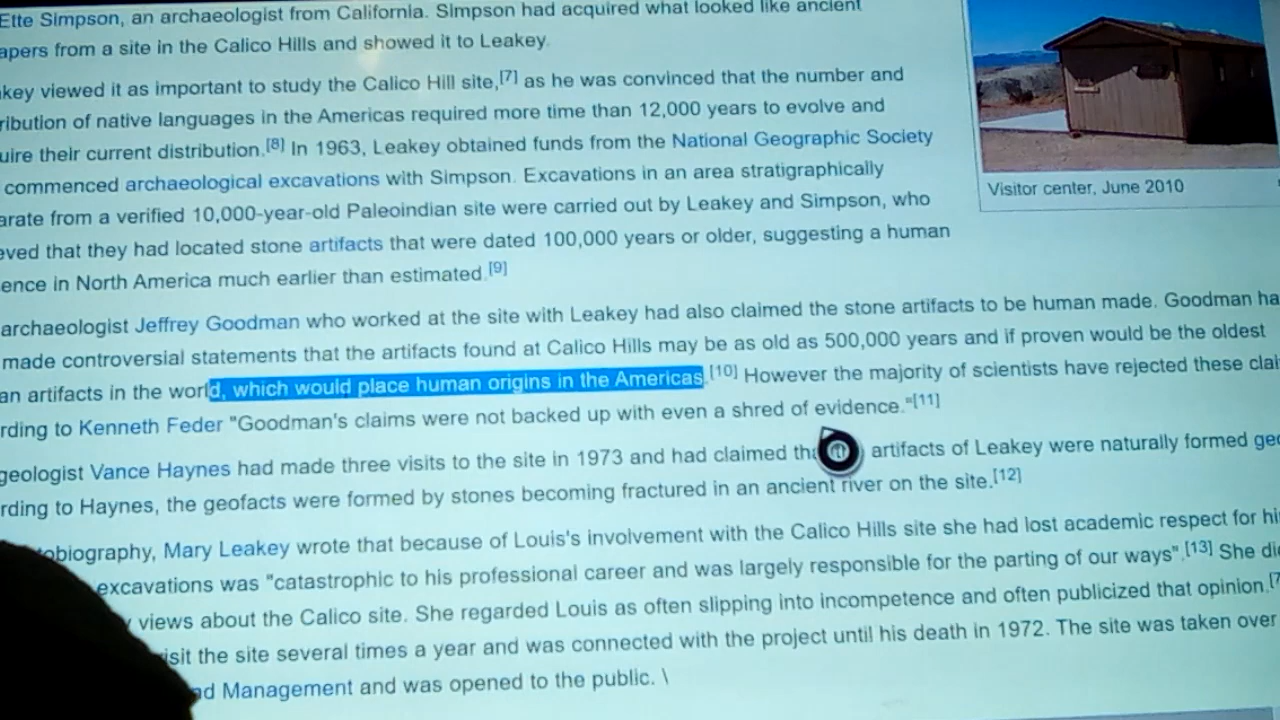 Ette Simpson, an archaeologist from California. Simpson had acquired what looked like ancient
apers from a site in the Calico Hills and showed it to Leakey.
key viewed it as important to study the Calico Hill site,[7] as he was convinced that the number and
ribution of native languages in the Americas required more time than 12,000 years to evolve and
uire their current distribution.[8] In 1963, Leakey obtained funds from the National Geographic Society
commenced archaeological excavations with Simpson. Excavations in an area stratigraphically
arate from a verified 10,000-year-old Paleoindian site were carried out by Leakey and Simpson, who
eved that they had located stone artifacts that were dated 100,000 years or older, suggesting a human
ence in North America much earlier than estimated.[9]
Visitor center, June 2010
archaeologist Jeffrey Goodman who worked at the site with Leakey had also claimed the stone artifacts to be human made. Goodman ha
made controversial statements that the artifacts found at Calico Hills may be as old as 500,000 years and if proven would be the oldest
an artifacts in the world, which would place human origins in the Americas.[10] However the majority of scientists have rejected these clai
rding to Kenneth Feder "Goodman's claims were not backed up with even a shred of evidence."[11]
geologist Vance Haynes had made three visits to the site in 1973 and had claimed tha artifacts of Leakey were naturally formed geo
rding to Haynes, the geofacts were formed by stones becoming fractured in an ancient river on the site.[12]
obiography, Mary Leakey wrote that because of Louis's involvement with the Calico Hills site she had lost academic respect for hi
excavations was "catastrophic to his professional career and was largely responsible for the parting of our ways".[13] She di
views about the Calico site. She regarded Louis as often slipping into incompetence and often publicized that opinion.[7
isit the site several times a year and was connected with the project until his death in 1972. The site was taken over
nd Management and was opened to the public. \